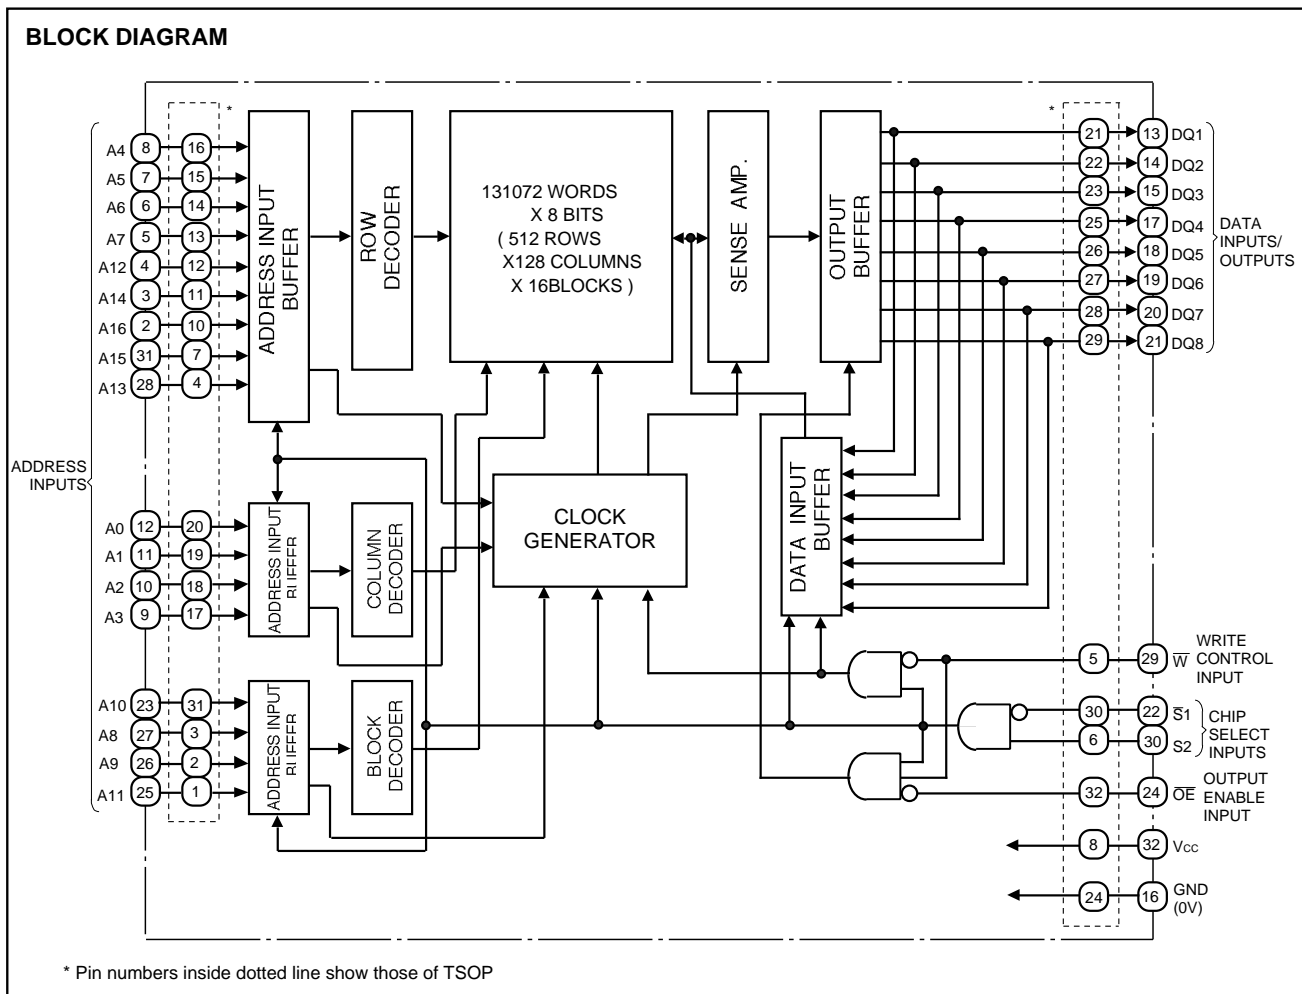 BLOCK DIAGRAM
*
*
A4 8 16
A5 7 15
A6 6 14
A7 5 13
A12 4 12
A14 3 11
A16 2 10
A15 31 7
A13 28 4
ADDRESS
INPUTS
A0 12 20
A1 11 19
A2 10 18
A3 9 17
A10 23 31
A8 27 3
A9 26 2
A11 25 1
ADDRESS INPUT
BUFFER
ROW
DECODER
131072 WORDS
X 8 BITS
( 512 ROWS
X128 COLUMNS
X 16BLOCKS )
SENSE AMP.
OUTPUT
BUFFER
21 13 DQ1
22 14 DQ2
23 15 DQ3
25 17 DQ4
26 18 DQ5
27 19 DQ6
28 20 DQ7
29 21 DQ8
DATA
INPUTS/
OUTPUTS
ADDRESS INPUT
COLUMN
DECODER
CLOCK
GENERATOR
DATA INPUT
BUFFER
ADDRESS INPUT
BLOCK
DECODER
5 29 W̅
WRITE
CONTROL
INPUT
30 22 S̅1
6 30 S2
CHIP
SELECT
INPUTS
32 24 O̅E̅
OUTPUT
ENABLE
INPUT
8 32 Vcc
24 16 GND
(0V)
* Pin numbers inside dotted line show those of TSOP